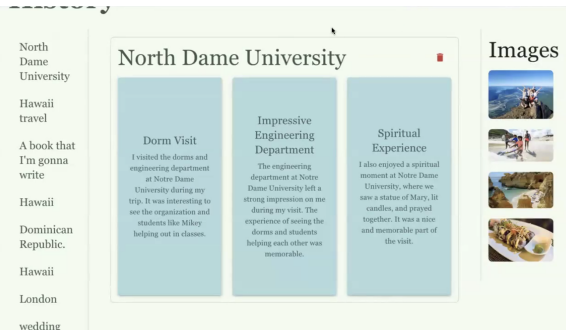 History
North
Dame
University
Hawaii
travel
A book that
I'm gonna
write
Hawaii
Dominican
Republic.
Hawaii
London
wedding
North Dame University
Dorm Visit
I visited the dorms and
engineering department
at Notre Dame
University during my
trip. It was interesting to
see the organization and
students like Mikey
helping out in classes.
Impressive
Engineering
Department
The engineering
department at Notre
Dame University left a
strong impression on me
during my visit. The
experience of seeing the
dorms and students
helping each other was
memorable.
Spiritual
Experience
I also enjoyed a spiritual
moment at Notre Dame
University, where we
saw a statue of Mary, lit
candles, and prayed
together. It was a nice
and memorable part of
the visit.
Images